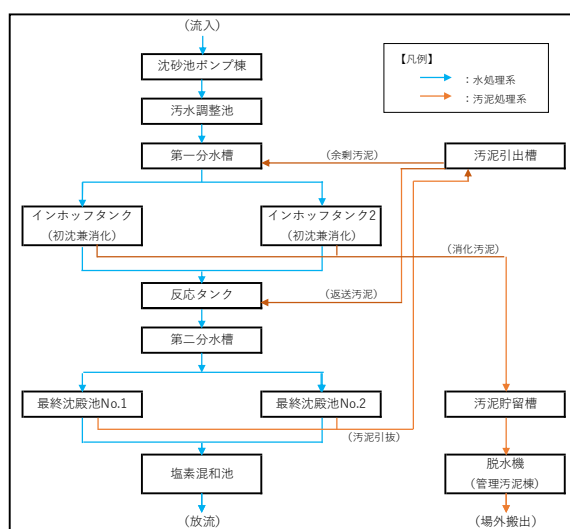 (流入)
【凡例】
沈砂池ポンプ棟
：水処理系
汚水調整池
：汚泥処理系
第一分水槽
(余剰汚泥)
汚泥引出槽
インホッフタンク
(初沈兼消化)
インホッフタンク2
(初沈兼消化)
(消化汚泥)
反応タンク
(返送汚泥)
第二分水槽
最終沈殿池No.1
最終沈殿池No.2
汚泥貯留槽
(汚泥引抜)
塩素混和池
脱水機
(管理汚泥棟)
(放流)
(場外搬出)